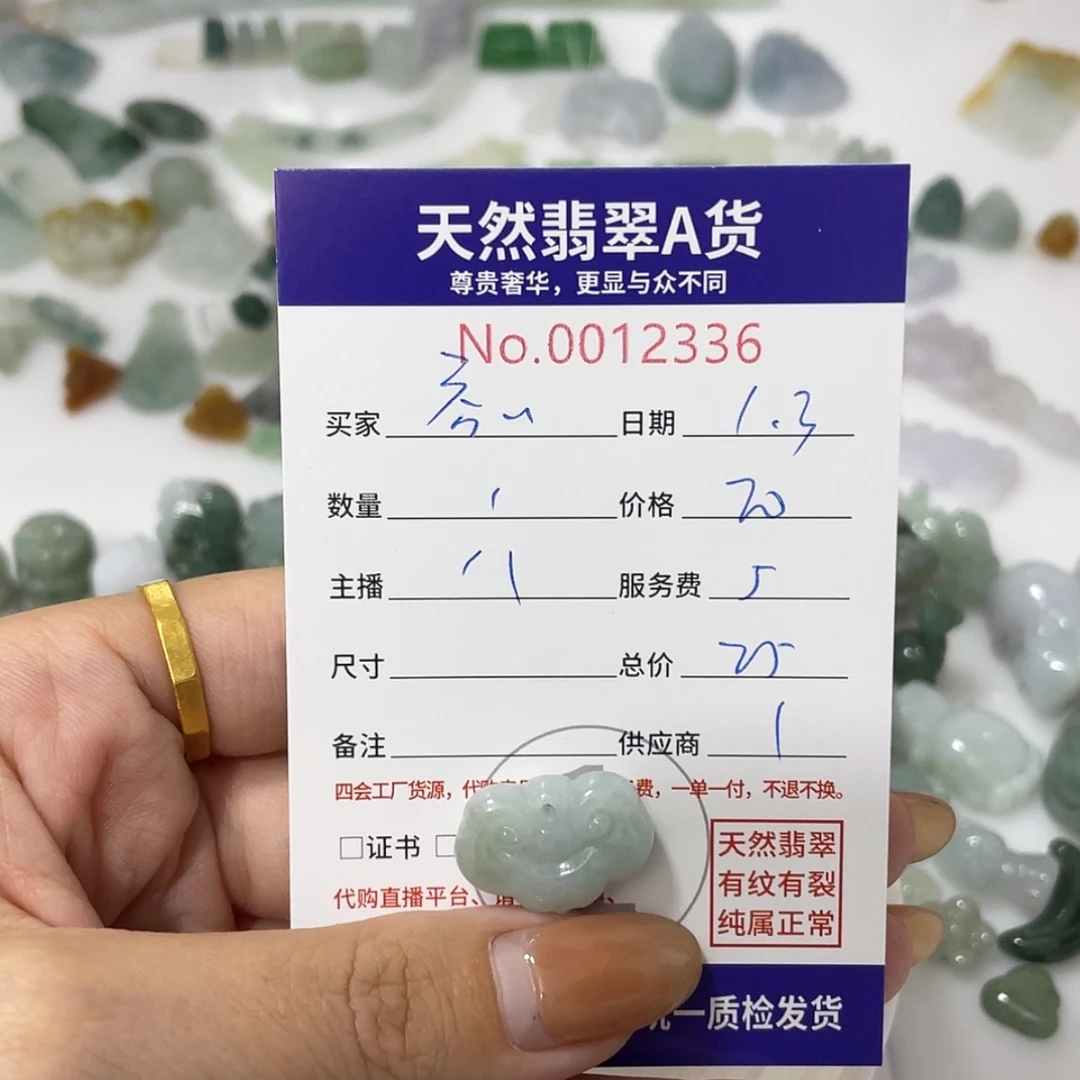 天然翡翠A货
尊贵奢华，更显与众不同
No.0012336
买家 日期 1.3
数量 1 价格 20
主播 服务费 5
尺寸 总价 25
备注 供应商 1
四会工厂货源，代购 费，一单一付，不退不换。
□证书 □
代购直播平台、
天然翡翠
有纹有裂
纯属正常
一质检发货